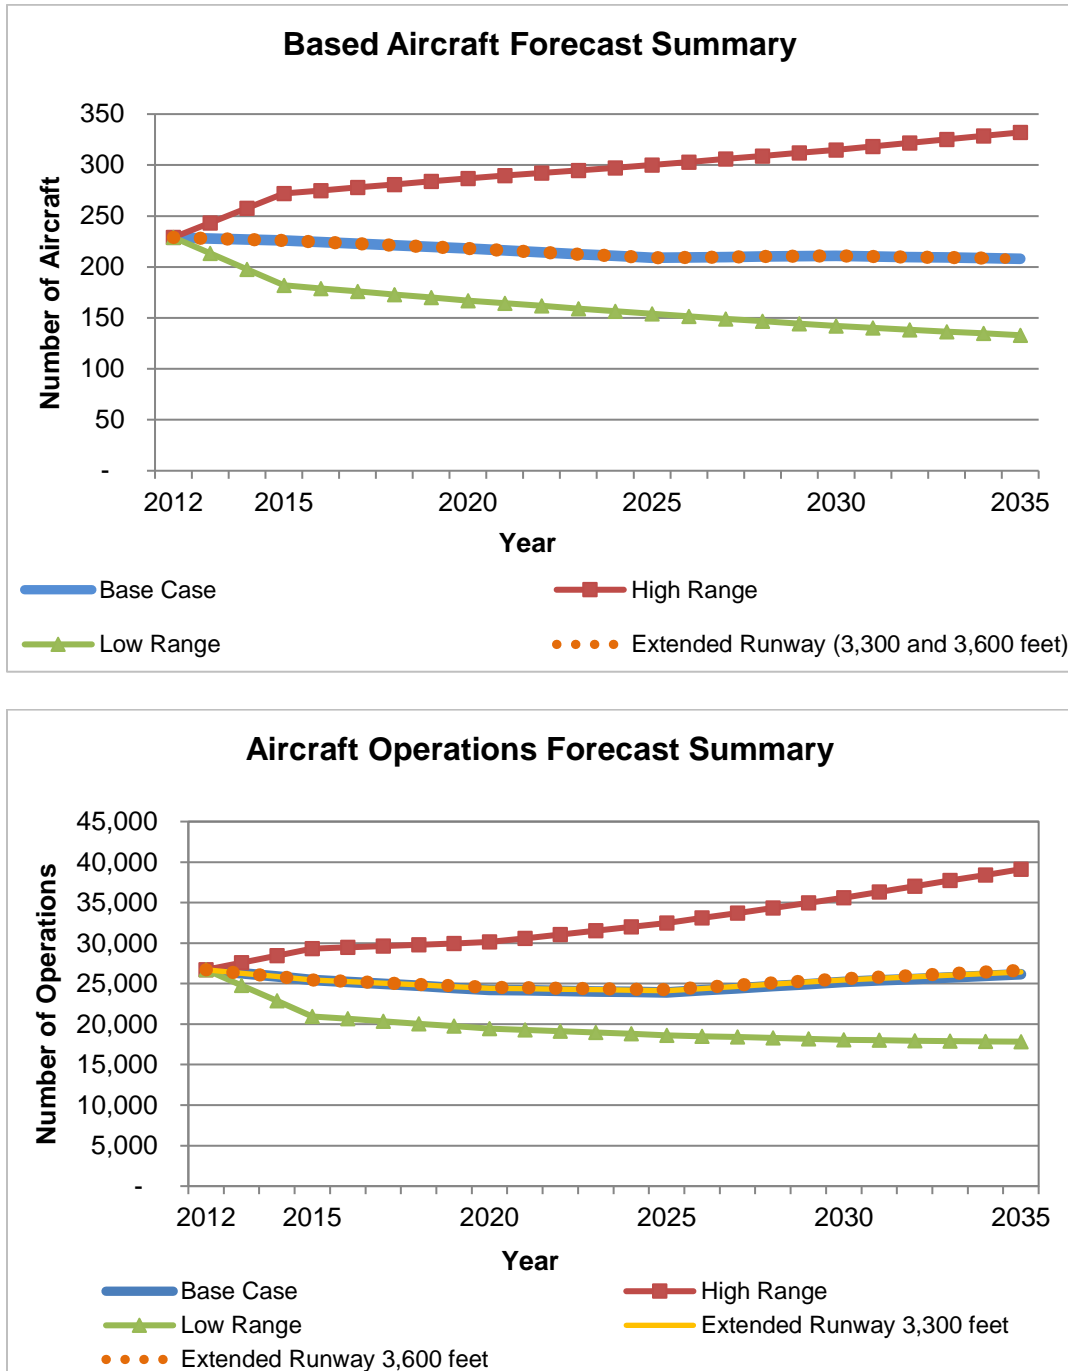 Based Aircraft Forecast Summary
350
300
250
200
150
100
50
-
Number of Aircraft
2012 2015 2020 2025 2030 2035
Year
Base Case High Range
Low Range Extended Runway (3,300 and 3,600 feet)
Aircraft Operations Forecast Summary
45,000
40,000
35,000
30,000
25,000
20,000
15,000
10,000
5,000
-
Number of Operations
2012 2015 2020 2025 2030 2035
Year
Base Case High Range
Low Range Extended Runway 3,300 feet
Extended Runway 3,600 feet